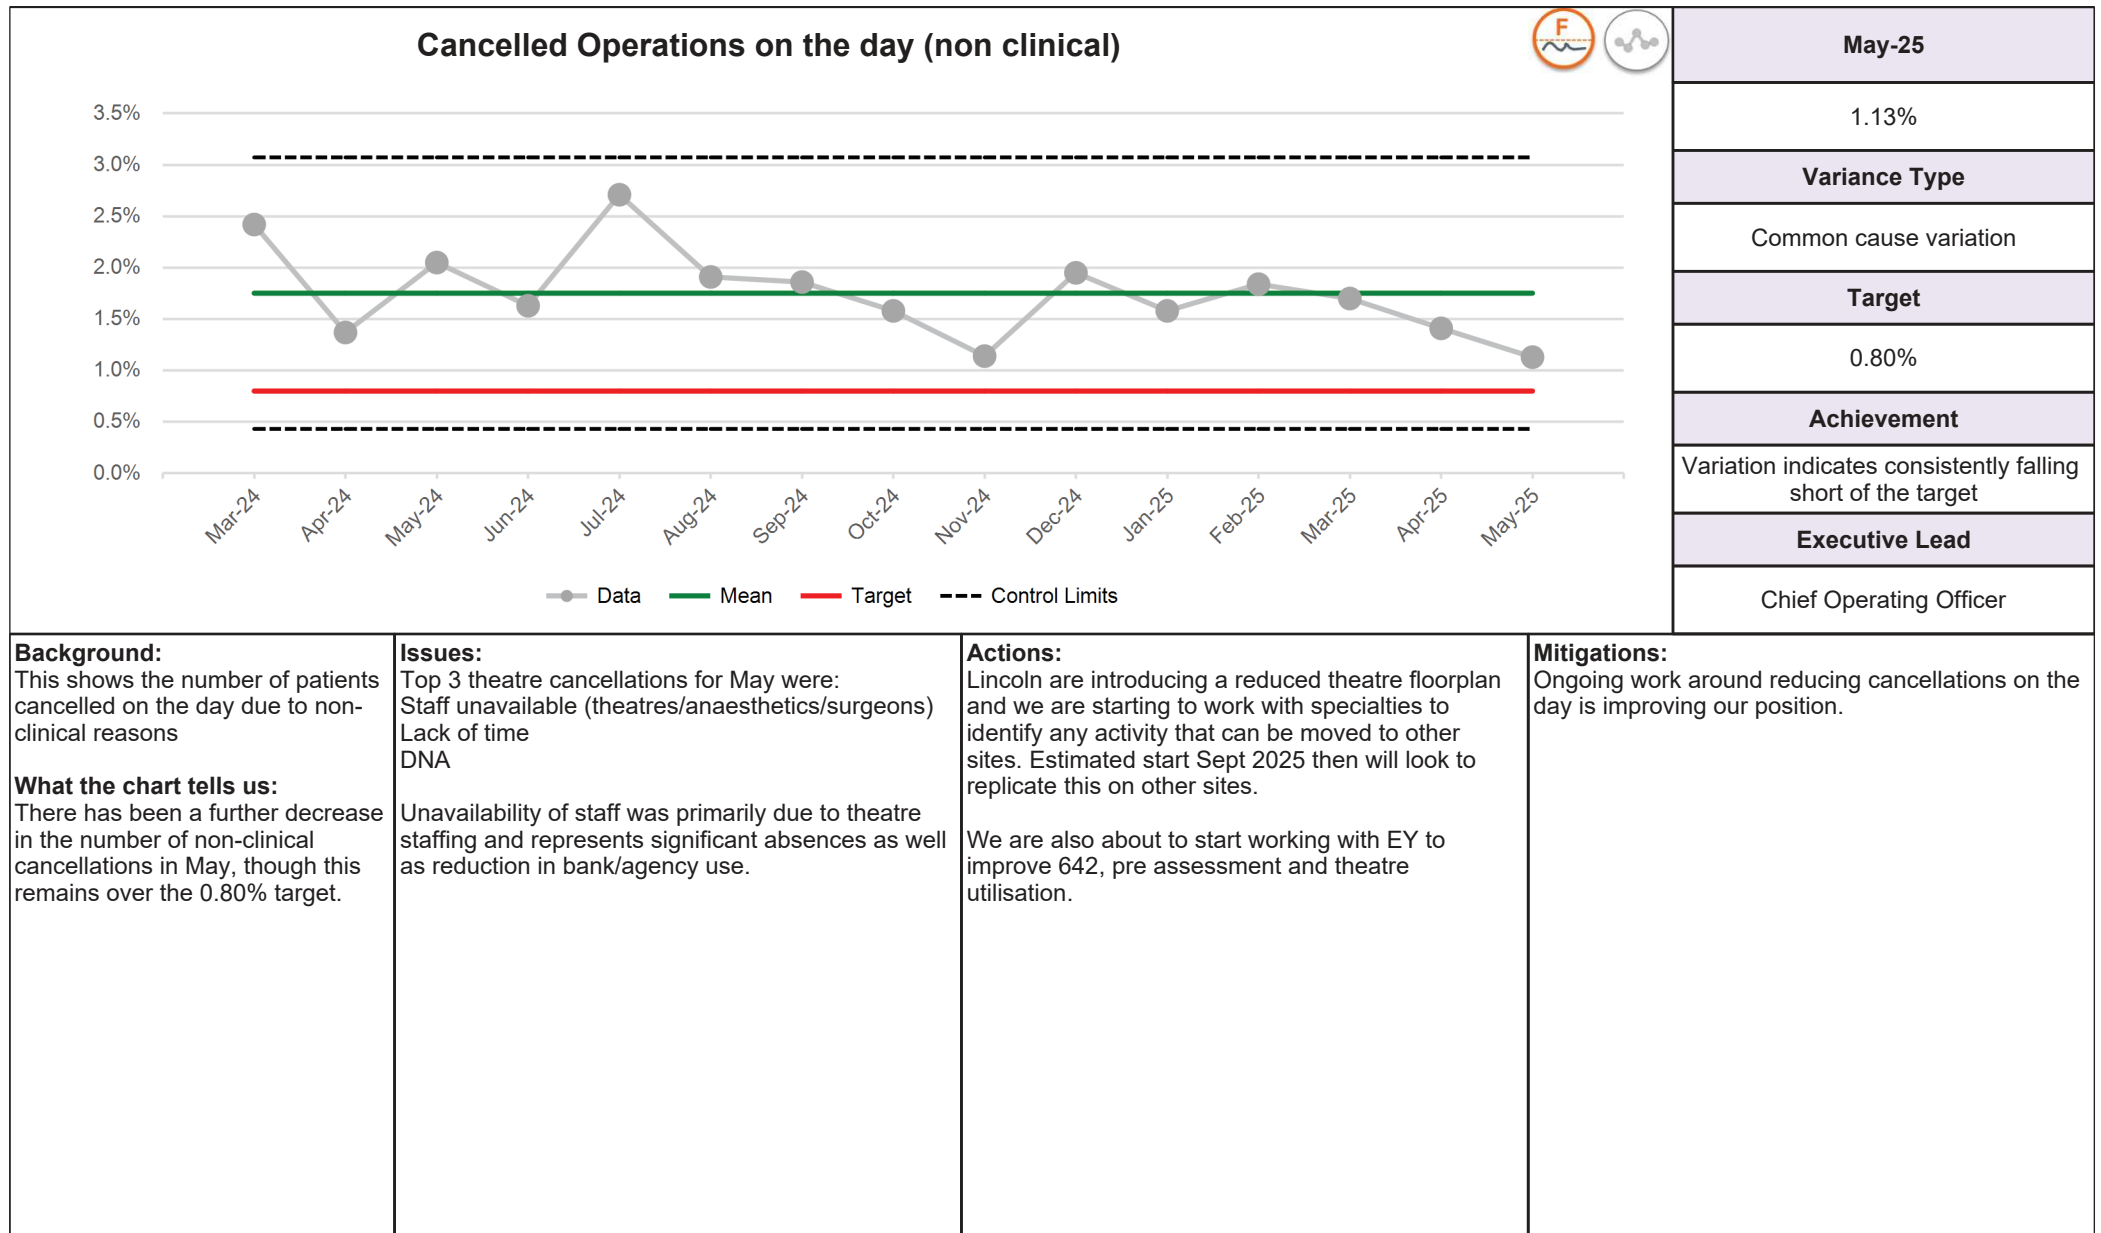 Cancelled Operations on the day (non clinical)
F
3.5%
3.0%
2.5%
2.0%
1.5%
1.0%
0.5%
0.0%
Mar-24
Apr-24
May-24
Jun-24
Jul-24
Aug-24
Sep-24
Oct-24
Nov-24
Dec-24
Jan-25
Feb-25
Mar-25
Apr-25
May-25
Data
Mean
Target
Control Limits
May-25
1.13%
Variance Type
Common cause variation
Target
0.80%
Achievement
Variation indicates consistently falling
short of the target
Executive Lead
Chief Operating Officer
Background:
This shows the number of patients
cancelled on the day due to non-
clinical reasons
What the chart tells us:
There has been a further decrease
in the number of non-clinical
cancellations in May, though this
remains over the 0.80% target.
Issues:
Top 3 theatre cancellations for May were:
Staff unavailable (theatres/anaesthetics/surgeons)
Lack of time
DNA
Unavailability of staff was primarily due to theatre
staffing and represents significant absences as well
as reduction in bank/agency use.
Actions:
Lincoln are introducing a reduced theatre floorplan
and we are starting to work with specialties to
identify any activity that can be moved to other
sites. Estimated start Sept 2025 then will look to
replicate this on other sites.
We are also about to start working with EY to
improve 642, pre assessment and theatre
utilisation.
Mitigations:
Ongoing work around reducing cancellations on the
day is improving our position.